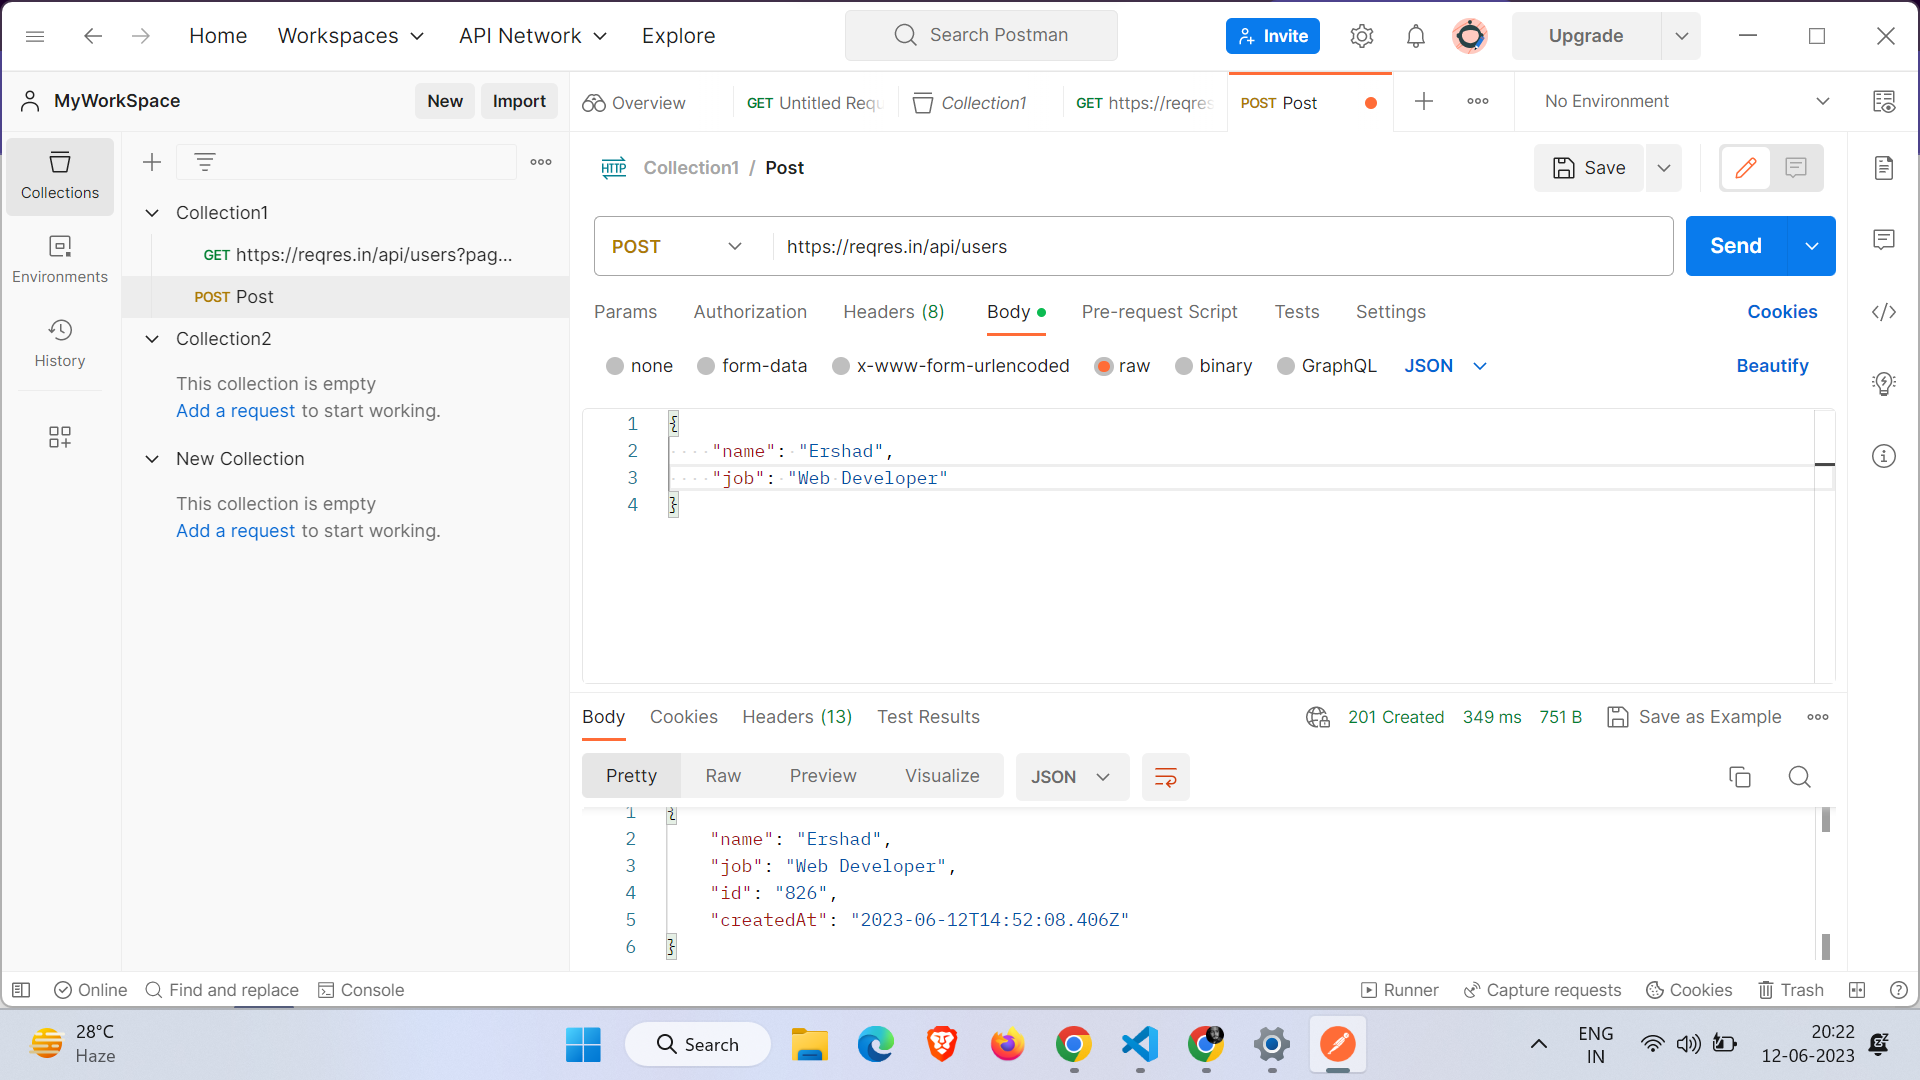 Home Workspaces API Network Explore Search Postman Invite Upgrade
MyWorkSpace New Import Overview GET Untitled Requ Collection1 GET https://reqres POST Post No Environment
Collections
Environments
History
Collection1
GET https://reqres.in/api/users?pag...
POST Post
Collection2
This collection is empty
Add a request to start working.
New Collection
This collection is empty
Add a request to start working.
HTTP Collection1 / Post Save
POST https://reqres.in/api/users Send
Params Authorization Headers (8) Body Pre-request Script Tests Settings Cookies
none form-data x-www-form-urlencoded raw binary GraphQL JSON Beautify
1 {
2 "name": "Ershad",
3 "job": "Web Developer"
4 }
Body Cookies Headers (13) Test Results 201 Created 349 ms 751 B Save as Example
Pretty Raw Preview Visualize JSON
1 {
2 "name": "Ershad",
3 "job": "Web Developer",
4 "id": "826",
5 "createdAt": "2023-06-12T14:52:08.406Z"
6 }
Online Find and replace Console Runner Capture requests Cookies Trash
28°C
Haze
Search
ENG
IN
20:22
12-06-2023